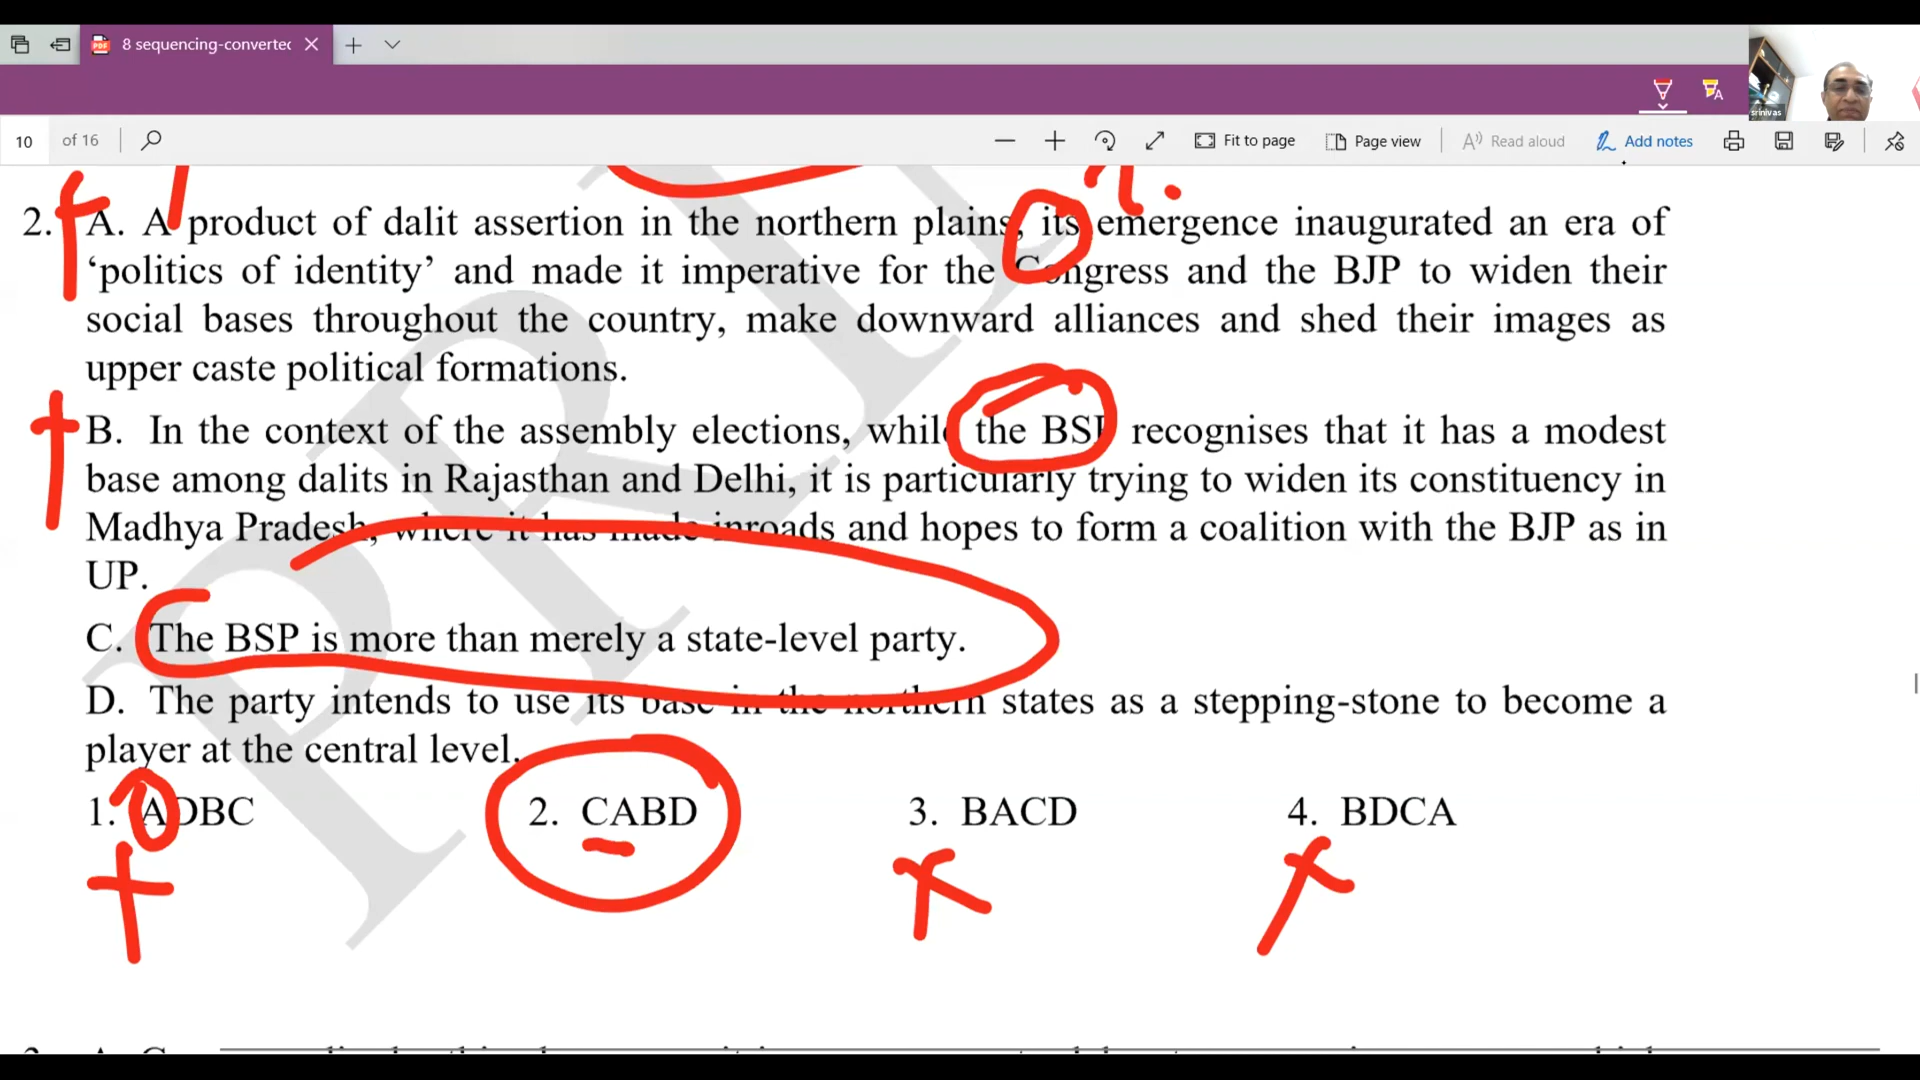 8 sequencing-converted
10 of 16
Fit to page
Page view
Read aloud
Add notes
srinivas
2. A. A product of dalit assertion in the northern plains, its emergence inaugurated an era of
‘politics of identity’ and made it imperative for the Congress and the BJP to widen their
social bases throughout the country, make downward alliances and shed their images as
upper caste political formations.
B. In the context of the assembly elections, while the BSP recognises that it has a modest
base among dalits in Rajasthan and Delhi, it is particularly trying to widen its constituency in
Madhya Pradesh, where it has made inroads and hopes to form a coalition with the BJP as in
UP.
C. The BSP is more than merely a state-level party.
D. The party intends to use its base in the northern states as a stepping-stone to become a
player at the central level.
1. ADBC 2. CABD 3. BACD 4. BDCA